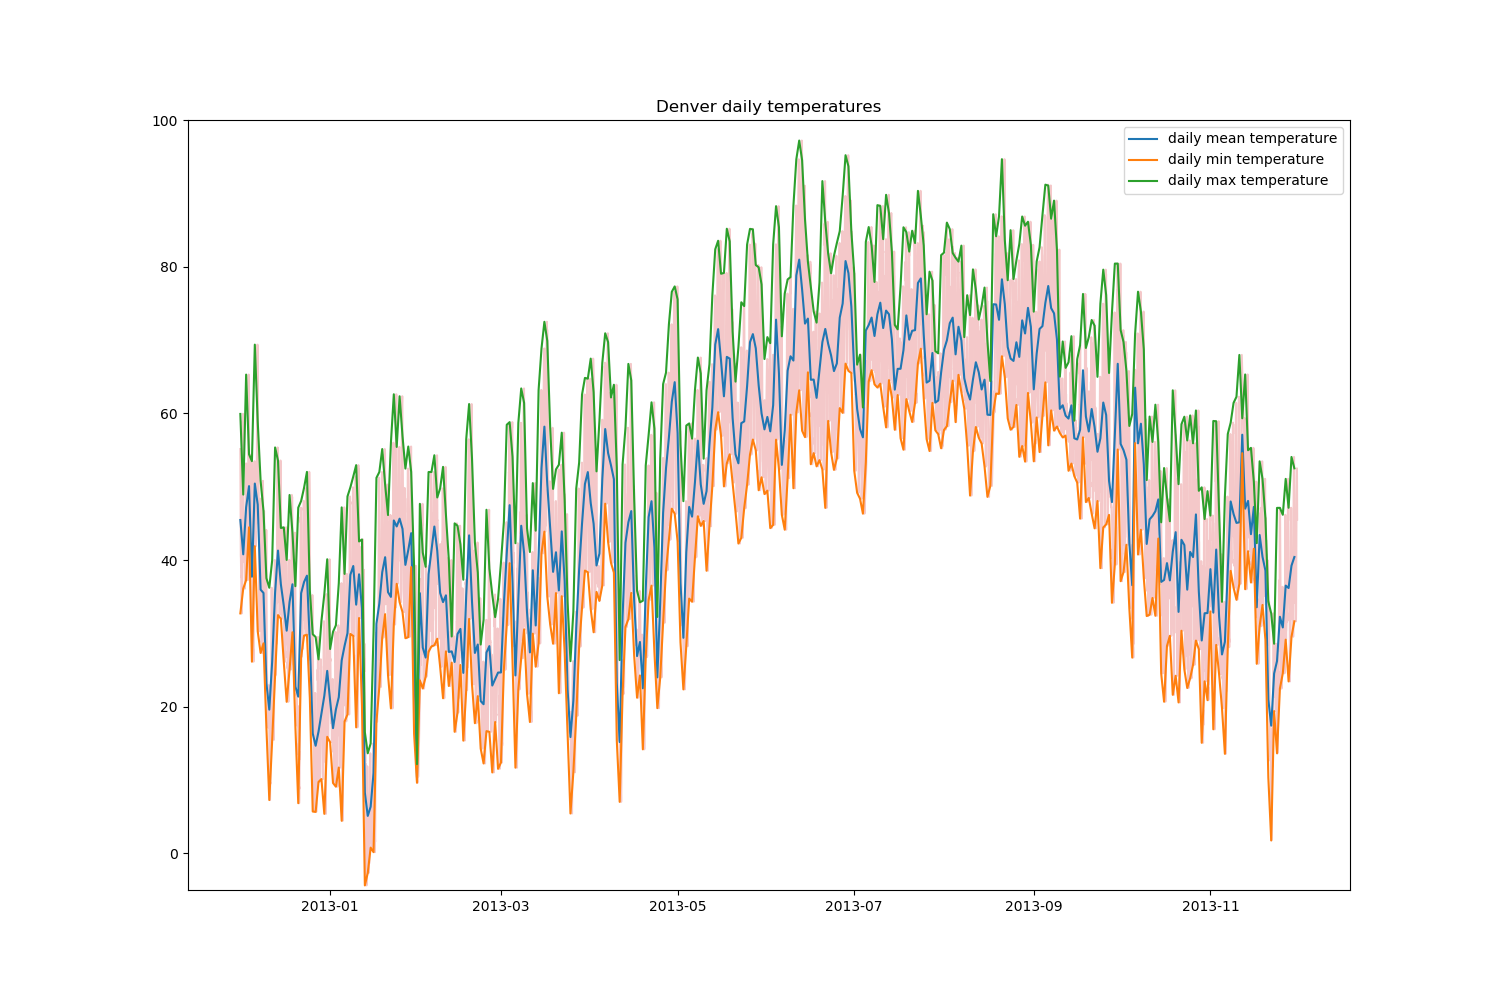 Denver daily temperatures
100
80
60
40
20
0
daily mean temperature
daily min temperature
daily max temperature
2013-01 2013-03 2013-05 2013-07 2013-09 2013-11